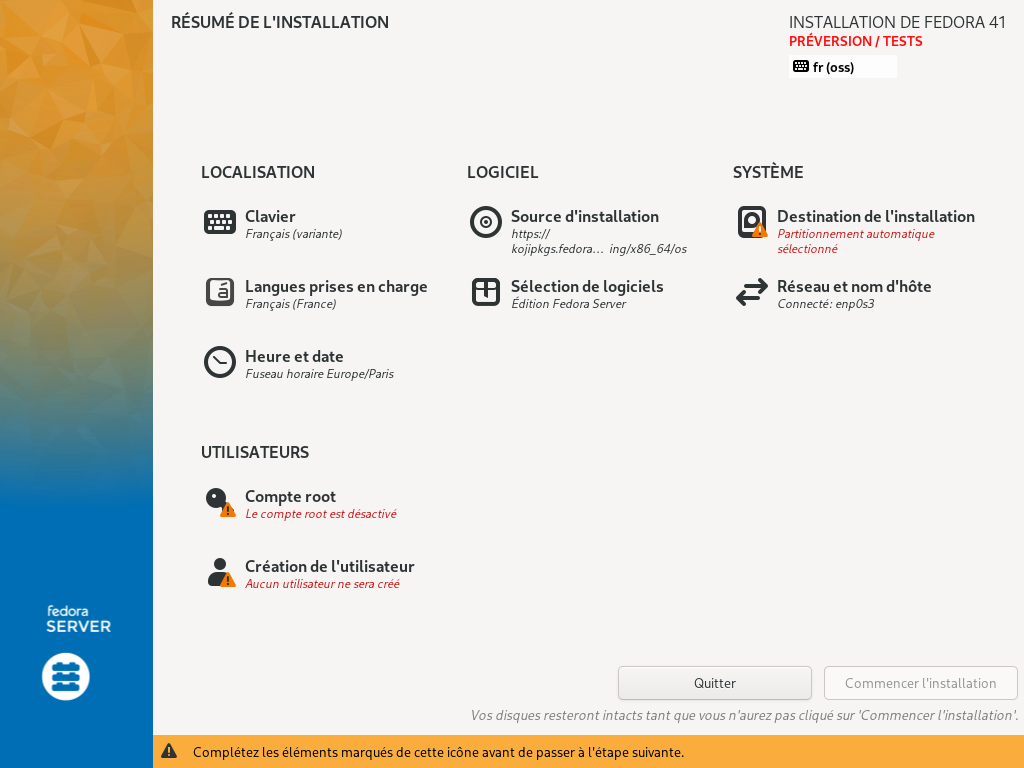 RÉSUMÉ DE L'INSTALLATION
INSTALLATION DE FEDORA 41
PRÉVERSION / TESTS
fr (oss)
LOCALISATION
Clavier
Français (variante)
Langues prises en charge
Français (France)
Heure et date
Fuseau horaire Europe/Paris
LOGICIEL
Source d'installation
https://
kojipkgs.fedora… ing/x86_64/os
Sélection de logiciels
Édition Fedora Server
SYSTÈME
Destination de l'installation
Partitionnement automatique
sélectionné
Réseau et nom d'hôte
Connecté: enp0s3
UTILISATEURS
Compte root
Le compte root est désactivé
Création de l'utilisateur
Aucun utilisateur ne sera créé
fedora
SERVER
Quitter
Commencer l'installation
Vos disques resteront intacts tant que vous n'aurez pas cliqué sur 'Commencer l'installation'.
Complétez les éléments marqués de cette icône avant de passer à l'étape suivante.